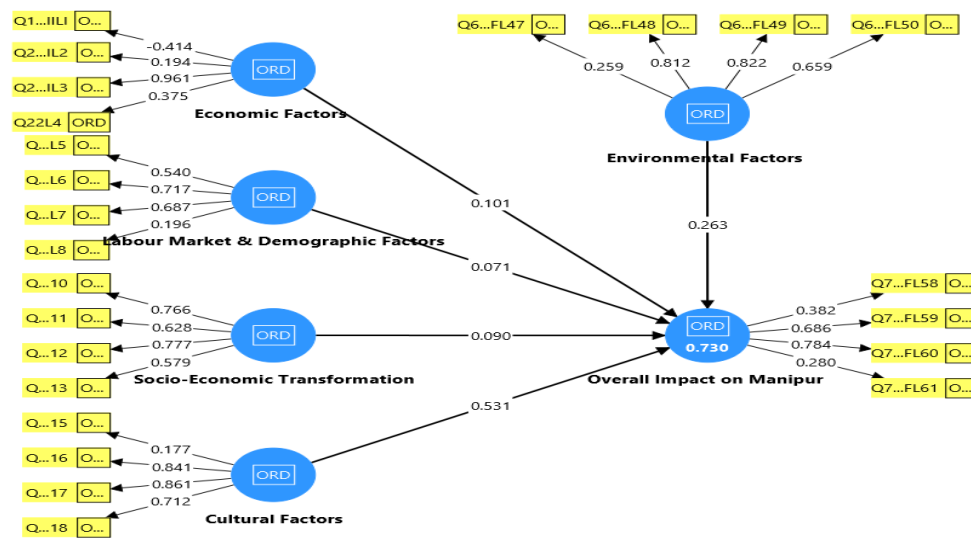 Q1...IILI O...
Q2...IL2 O...
Q2...IL3 O...
Q22L4 ORD
-0.414
0.194
0.961
0.375
ORD
Economic Factors
Q...L5 O...
Q...L6 O...
Q...L7 O...
Q...L8 O...
0.540
0.717
0.687
0.196
ORD
Labour Market & Demographic Factors
Q...10 O...
Q...11 O...
Q...12 O...
Q...13 O...
0.766
0.628
0.777
0.579
ORD
Socio-Economic Transformation
Q...15 O...
Q...16 O...
Q...17 O...
Q...18 O...
0.177
0.841
0.861
0.712
ORD
Cultural Factors
0.101
0.071
0.090
0.531
Q6...FL47 O...
Q6...FL48 O...
Q6...FL49 O...
Q6...FL50 O...
0.259
0.812
0.822
0.659
ORD
Environmental Factors
0.263
ORD
0.730
Overall Impact on Manipur
0.382
0.686
0.784
0.280
Q7...FL58 O...
Q7...FL59 O...
Q7...FL60 O...
Q7...FL61 O...